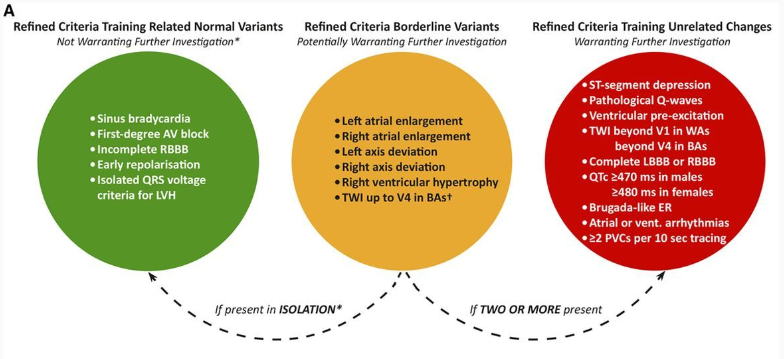 A
Refined Criteria Training Related Normal Variants
Not Warranting Further Investigation*
• Sinus bradycardia
• First-degree AV block
• Incomplete RBBB
• Early repolarisation
• Isolated QRS voltage
criteria for LVH
Refined Criteria Borderline Variants
Potentially Warranting Further Investigation
• Left atrial enlargement
• Right atrial enlargement
• Left axis deviation
• Right axis deviation
• Right ventricular hypertrophy
• TWI up to V4 in BAs†
Refined Criteria Training Unrelated Changes
Warranting Further Investigation
• ST-segment depression
• Pathological Q-waves
• Ventricular pre-excitation
• TWI beyond V1 in WAs
beyond V4 in BAs
• Complete LBBB or RBBB
• QTc ≥470 ms in males
≥480 ms in females
• Brugada-like ER
• Atrial or vent. arrhythmias
• ≥2 PVCs per 10 sec tracing
If present in ISOLATION*
If TWO OR MORE present